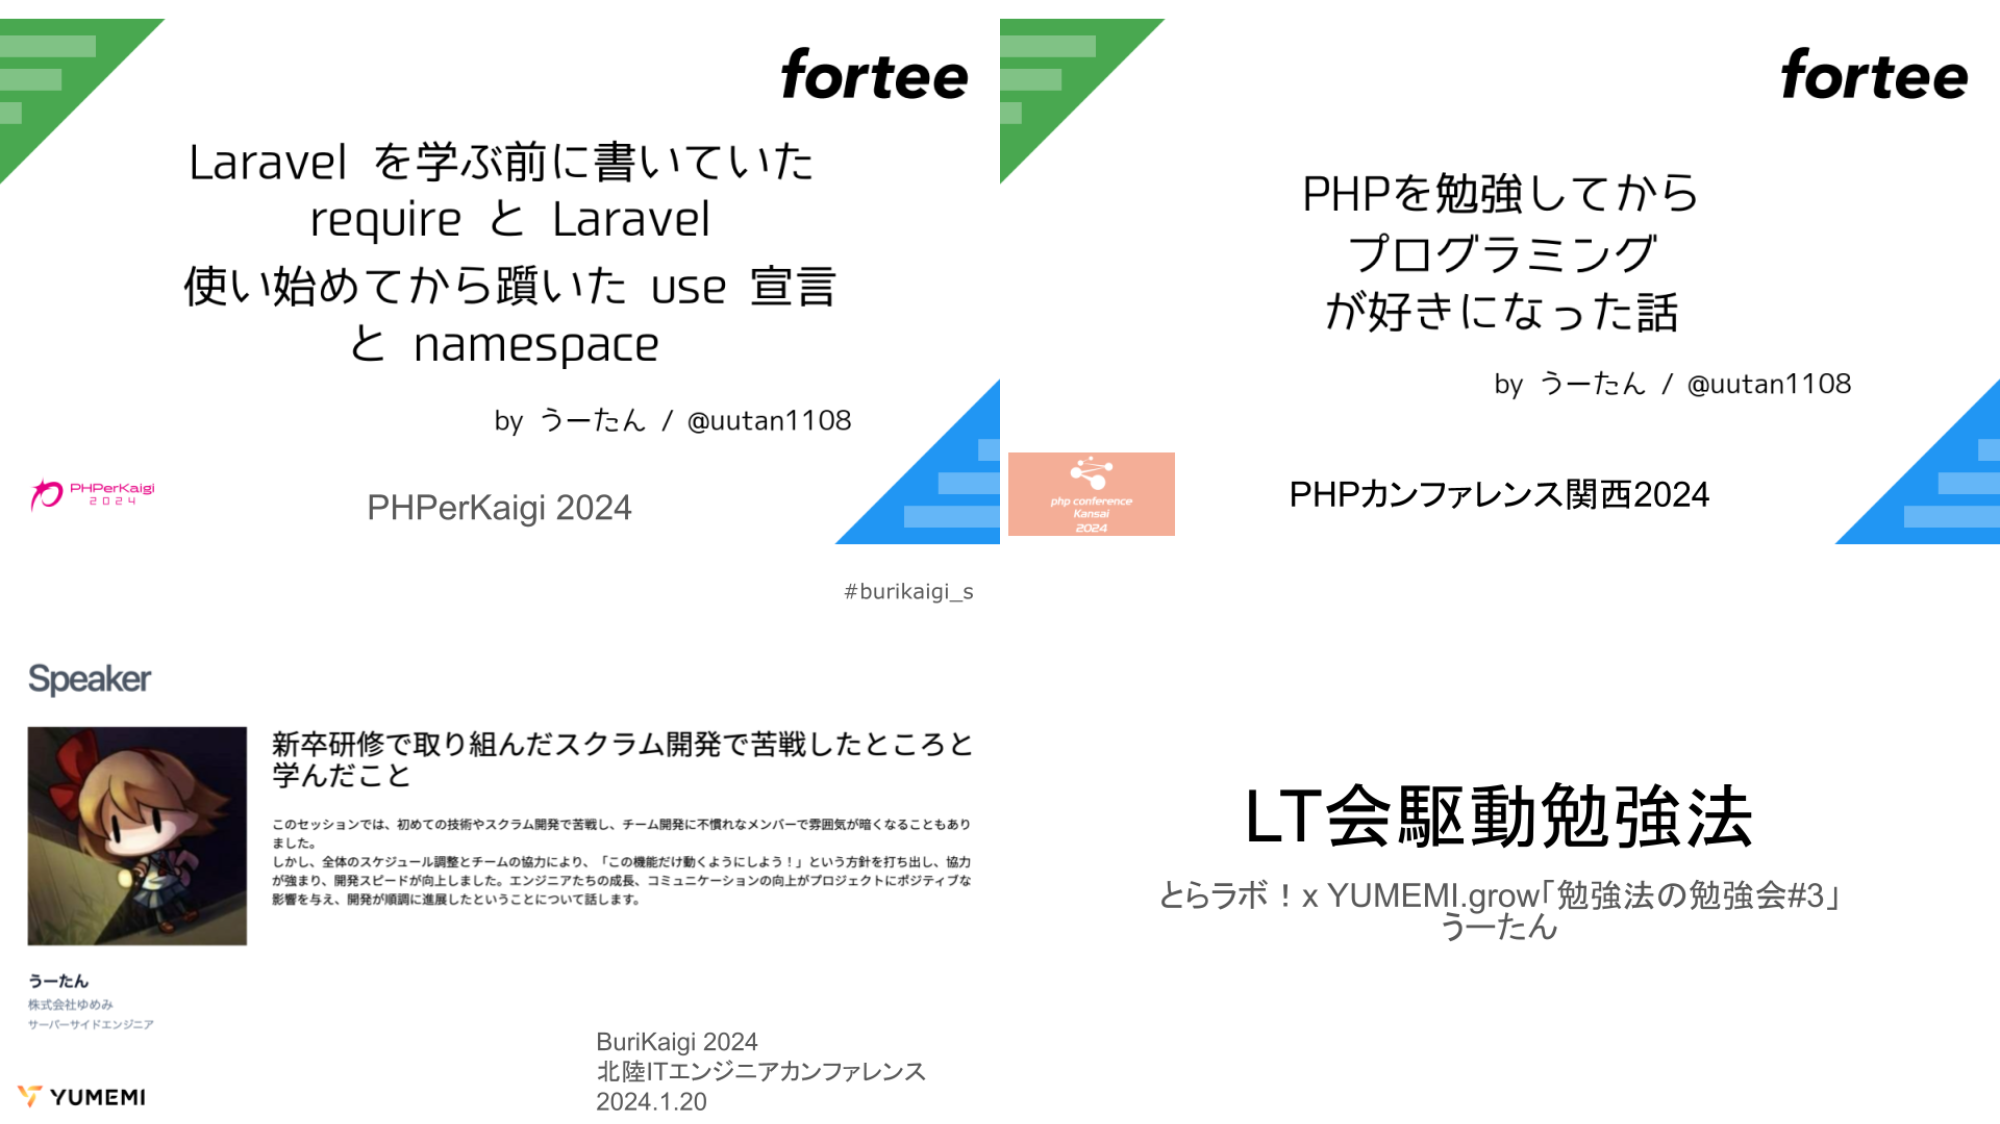 fortee
Laravel を学ぶ前に書いていた
require と Laravel
使い始めてから躓いた use 宣言
と namespace
by うーたん / @uutan1108
PHPerKaigi
2024
PHPerKaigi 2024
fortee
PHPを勉強してから
プログラミング
が好きになった話
by うーたん / @uutan1108
php conference
Kansai
2024
PHPカンファレンス関西2024
#burikaigi_s
Speaker
新卒研修で取り組んだスクラム開発で苦戦したところと
学んだこと
このセッションでは、初めての技術やスクラム開発で苦戦し、チーム開発に不慣れなメンバーで雰囲気が暗くなることもあり
ました。
しかし、全体のスケジュール調整とチームの協力により、「この機能だけ動くようにしよう！」という方針を打ち出し、協力
が強まり、開発スピードが向上しました。エンジニアたちの成長、コミュニケーションの向上がプロジェクトにポジティブな
影響を与え、開発が順調に進展したということについて話します。
うーたん
株式会社ゆめみ
サーバーサイドエンジニア
YUMEMI
BuriKaigi 2024
北陸ITエンジニアカンファレンス
2024.1.20
LT会駆動勉強法
とらラボ！x YUMEMI.grow「勉強法の勉強会#3」
うーたん